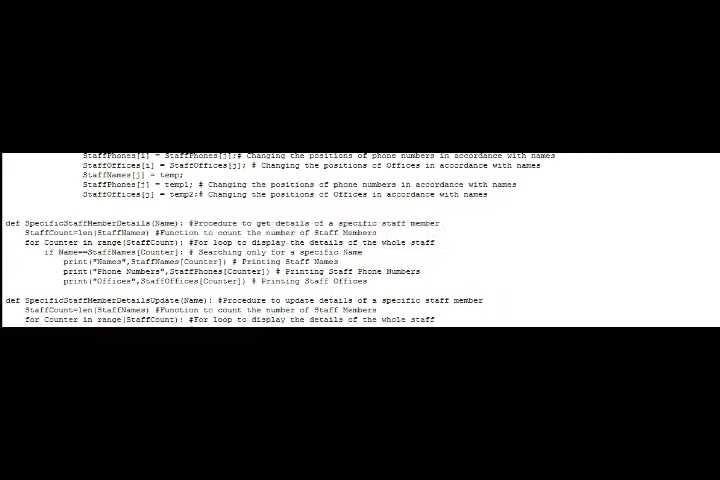 StaffPhones[i] = StaffPhones[j];# Changing the positions of phone numbers in accordance with names
StaffOffices[i] = StaffOffices[j]; # Changing the positions of Offices in accordance with names
StaffNames[j] = temp;
StaffPhones[j] = temp1; # Changing the positions of phone numbers in accordance with names
StaffOffices[j] = temp2;# Changing the positions of Offices in accordance with names
def SpecificStaffMemberDetails(Name): #Procedure to get details of a specific staff member
StaffCount=len(StaffNames) #Function to count the number of Staff Members
for Counter in range(StaffCount): #For loop to display the details of the whole staff
if Name==StaffNames[Counter]: # Searching only for a specific Name
print("Names",StaffNames[Counter]) # Printing Staff Names
print("Phone Numbers",StaffPhones[Counter]) # Printing Staff Phone Numbers
print("Offices",StaffOffices[Counter]) # Printing Staff Offices
def SpecificStaffMemberDetailsUpdate(Name): #Procedure to update details of a specific staff member
StaffCount=len(StaffNames) #Function to count the number of Staff Members
for Counter in range(StaffCount): #For loop to display the details of the whole staff